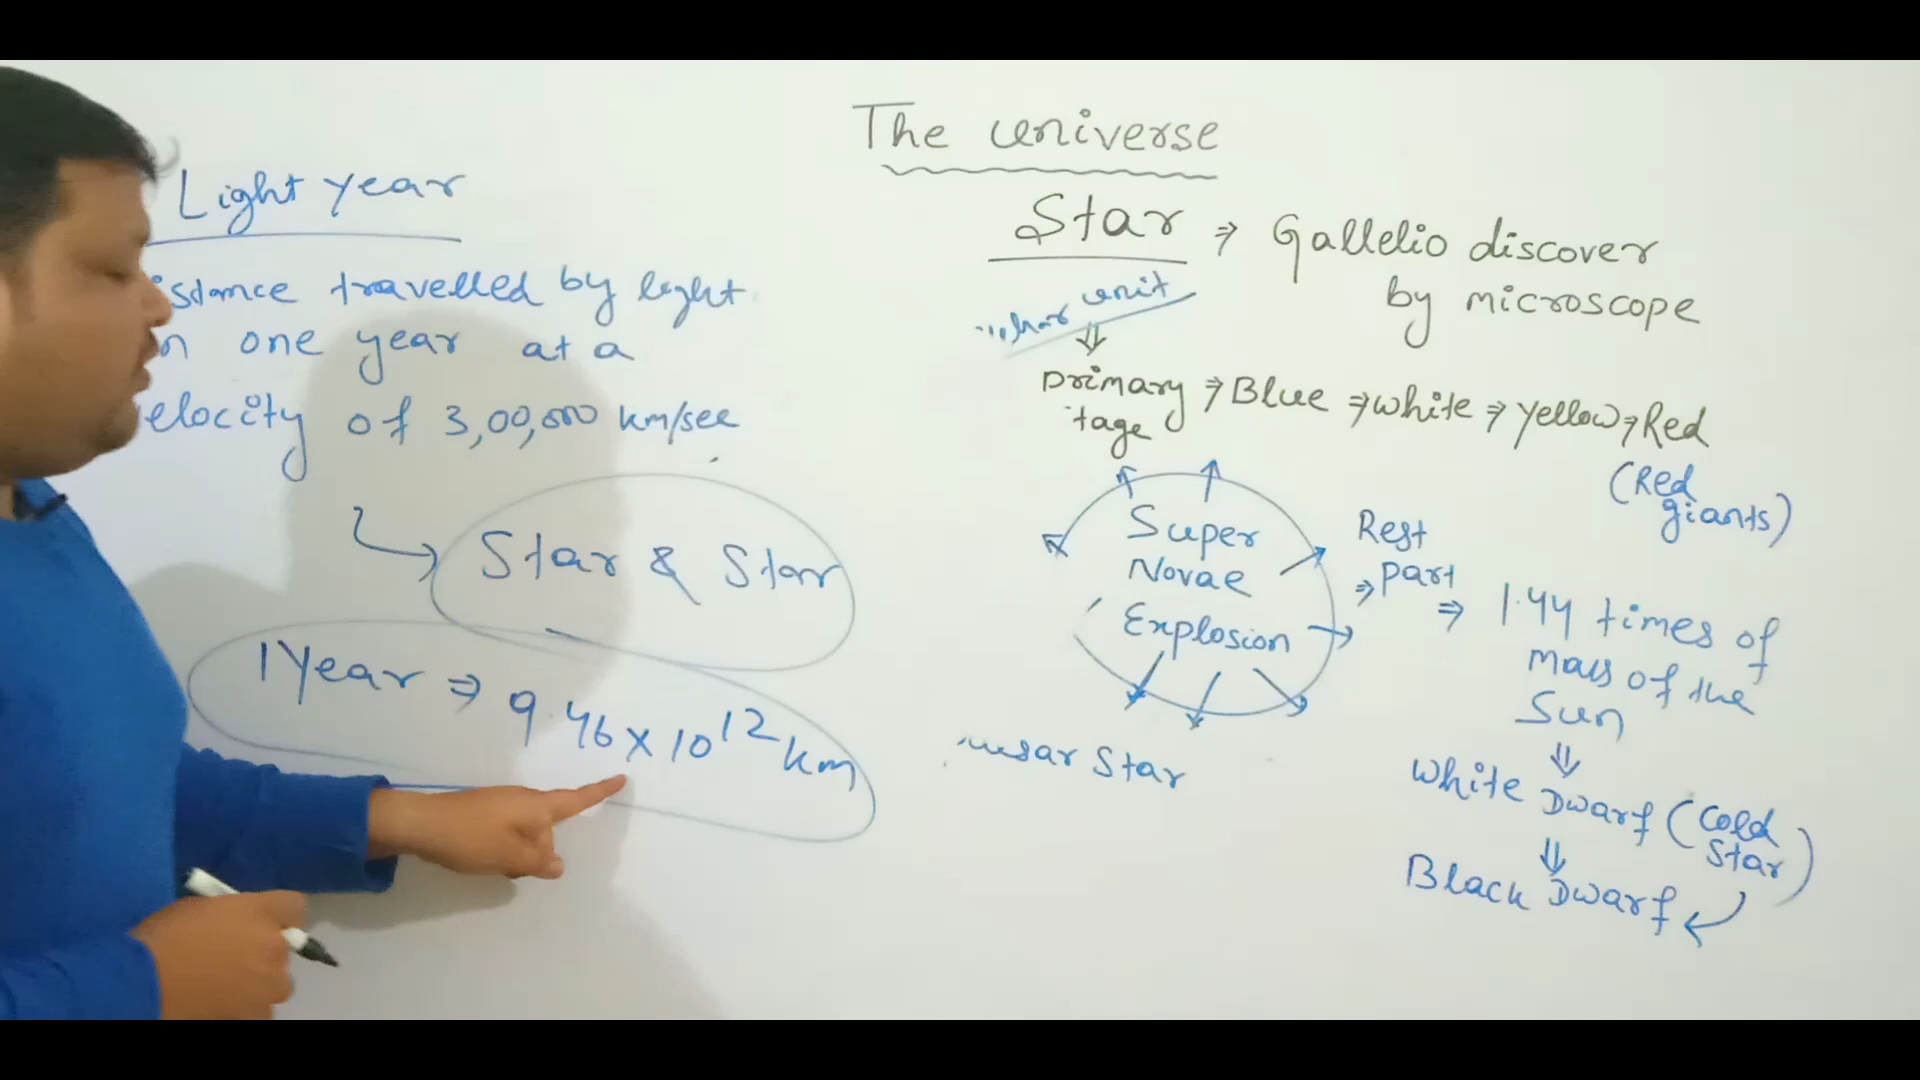 The universe
Light year
istance travelled by light
n one year at a
elocity of 3,00,000 km/sec
Star & Star
1 Year ⇒ 9.46 × 10¹² km
Star ⇒ Gallelio discover
by microscope
unit
⇓
primary ⇒ Blue ⇒ white ⇒ yellow ⇒ Red
tage
(Red
giants)
Super
Novae
Explosion
Rest
⇒ part ⇒ 1.44 times of
mass of the
Sun
⇓
White Dwarf (Cold
Star)
⇓
Black Dwarf
Star